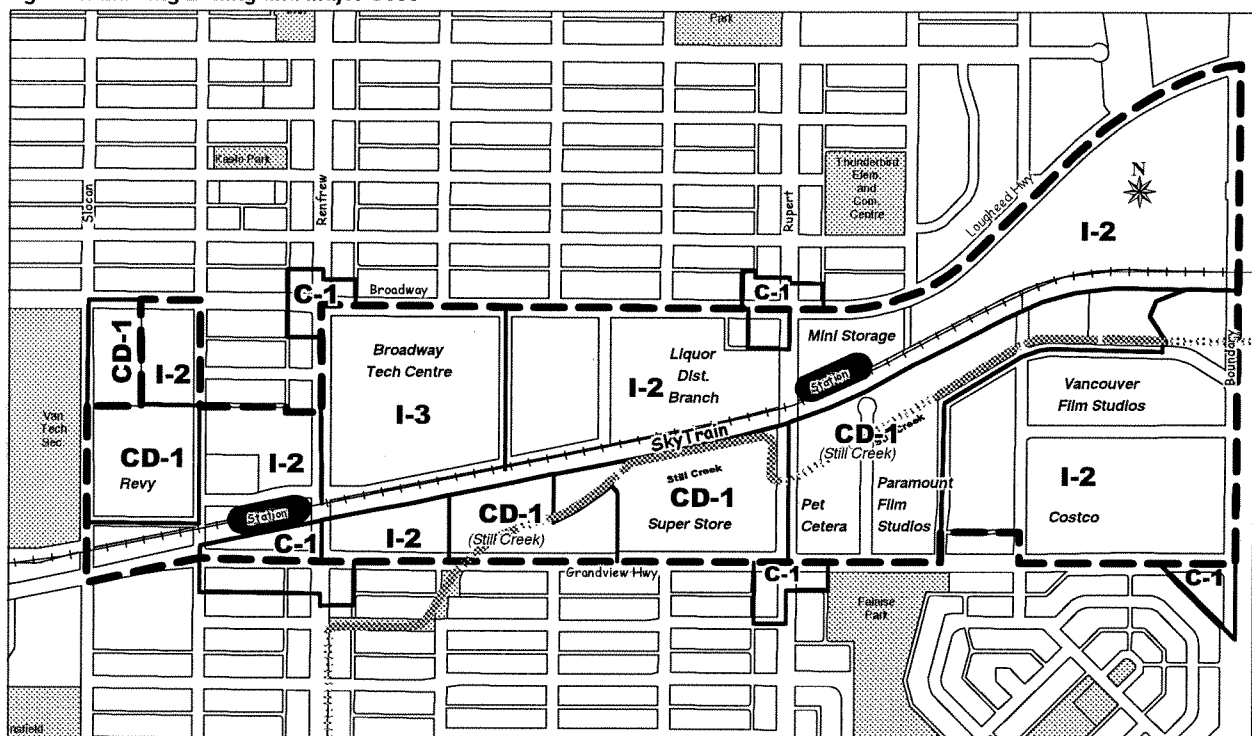 Park
Kaslo Park
Thunderbird
Elem.
and
Com.
Centre
N
Slocan
Renfrew
Rupert
Lougheed Hwy
I-2
C-1
Broadway
C-1
CD-1
I-2
Broadway
Tech Centre
I-3
Liquor
Dist.
Branch
I-2
Mini Storage
Station
SkyTrain
Boundary
Vancouver
Film Studios
Van
Tech
Sec.
CD-1
Revy
I-2
Station
C-1
I-2
CD-1
(Still Creek)
Still Creek
CD-1
Super Store
CD-1
(Still Creek)
Creek
Pet
Cetera
Paramount
Film
Studios
I-2
Costco
Grandview Hwy
C-1
C-1
Falaise
Park